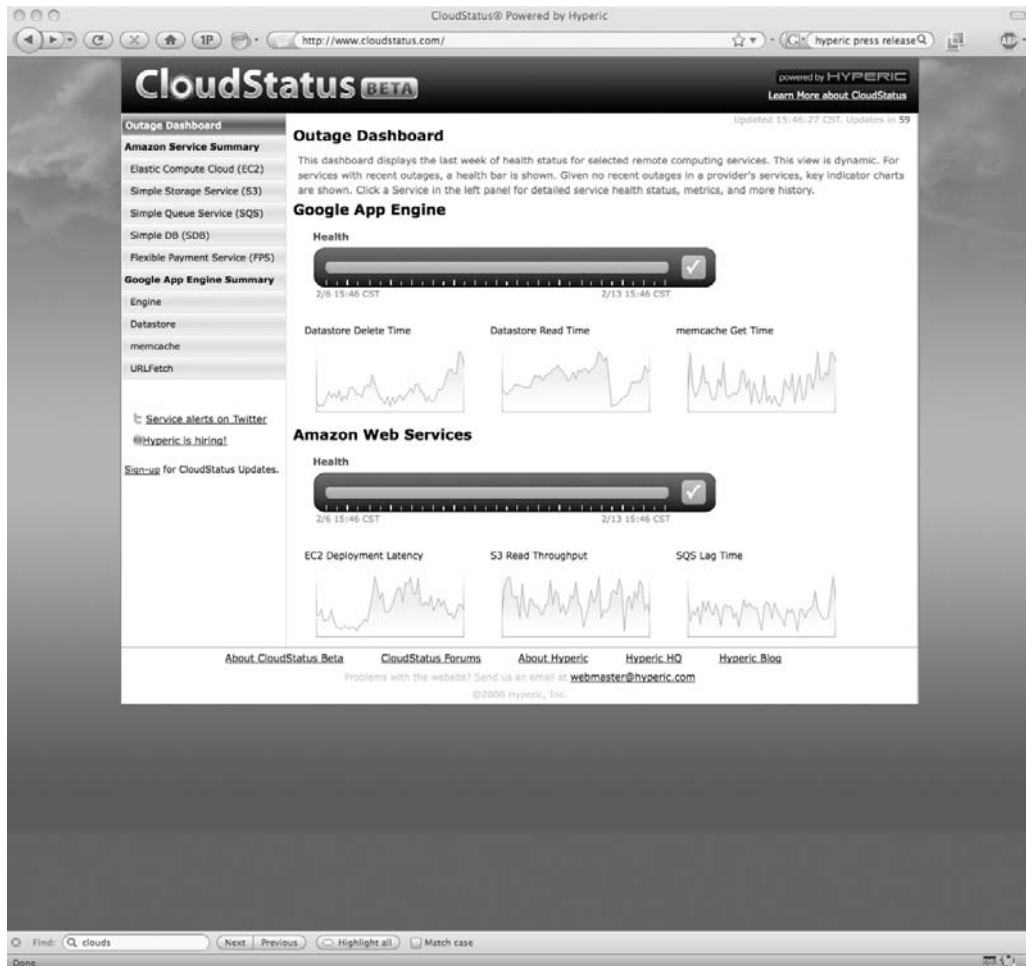 CloudStatus® Powered by Hyperic
1P
http://www.cloudstatus.com/
G
hyperic press release
ABP
CloudStatus BETA
powered by HYPERIC
Learn More about CloudStatus
Updated 15:46:27 CST. Updates in 59
Outage Dashboard
Amazon Service Summary
Elastic Compute Cloud (EC2)
Simple Storage Service (S3)
Simple Queue Service (SQS)
Simple DB (SDB)
Flexible Payment Service (FPS)
Google App Engine Summary
Engine
Datastore
memcache
URLFetch
Service alerts on Twitter
Hyperic is hiring!
Sign-up for CloudStatus Updates.
Outage Dashboard
This dashboard displays the last week of health status for selected remote computing services. This view is dynamic. For
services with recent outages, a health bar is shown. Given no recent outages in a provider's services, key indicator charts
are shown. Click a Service in the left panel for detailed service health status, metrics, and more history.
Google App Engine
Health
2/6 15:46 CST
2/13 15:46 CST
Datastore Delete Time
Datastore Read Time
memcache Get Time
Amazon Web Services
Health
2/6 15:46 CST
2/13 15:46 CST
EC2 Deployment Latency
S3 Read Throughput
SQS Lag Time
About CloudStatus Beta
CloudStatus Forums
About Hyperic
Hyperic HQ
Hyperic Blog
Problems with the website? Send us an email at webmaster@hyperic.com
©2008 Hyperic, Inc.
Find: clouds
Next
Previous
Highlight all
Match case
Done